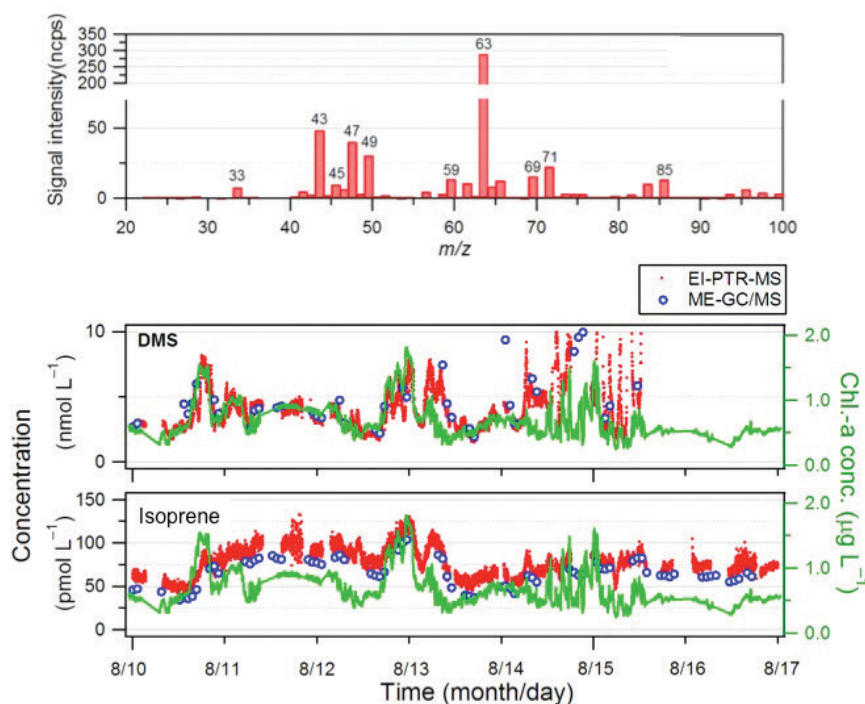 350
300
250
200
50
0
Signal intensity(ncps)
63
43
47
49
33
45
59
69
71
85
20 30 40 50 60 70 80 90 100
m/z
EI-PTR-MS
ME-GC/MS
10
0
DMS
2.0
1.5
1.0
0.5
0.0
Concentration
(nmol L⁻¹)
Chl.-a conc.
(µg L⁻¹)
150
100
50
0
Isoprene
(pmol L⁻¹)
2.0
1.0
0.0
8/10 8/11 8/12 8/13 8/14 8/15 8/16 8/17
Time (month/day)